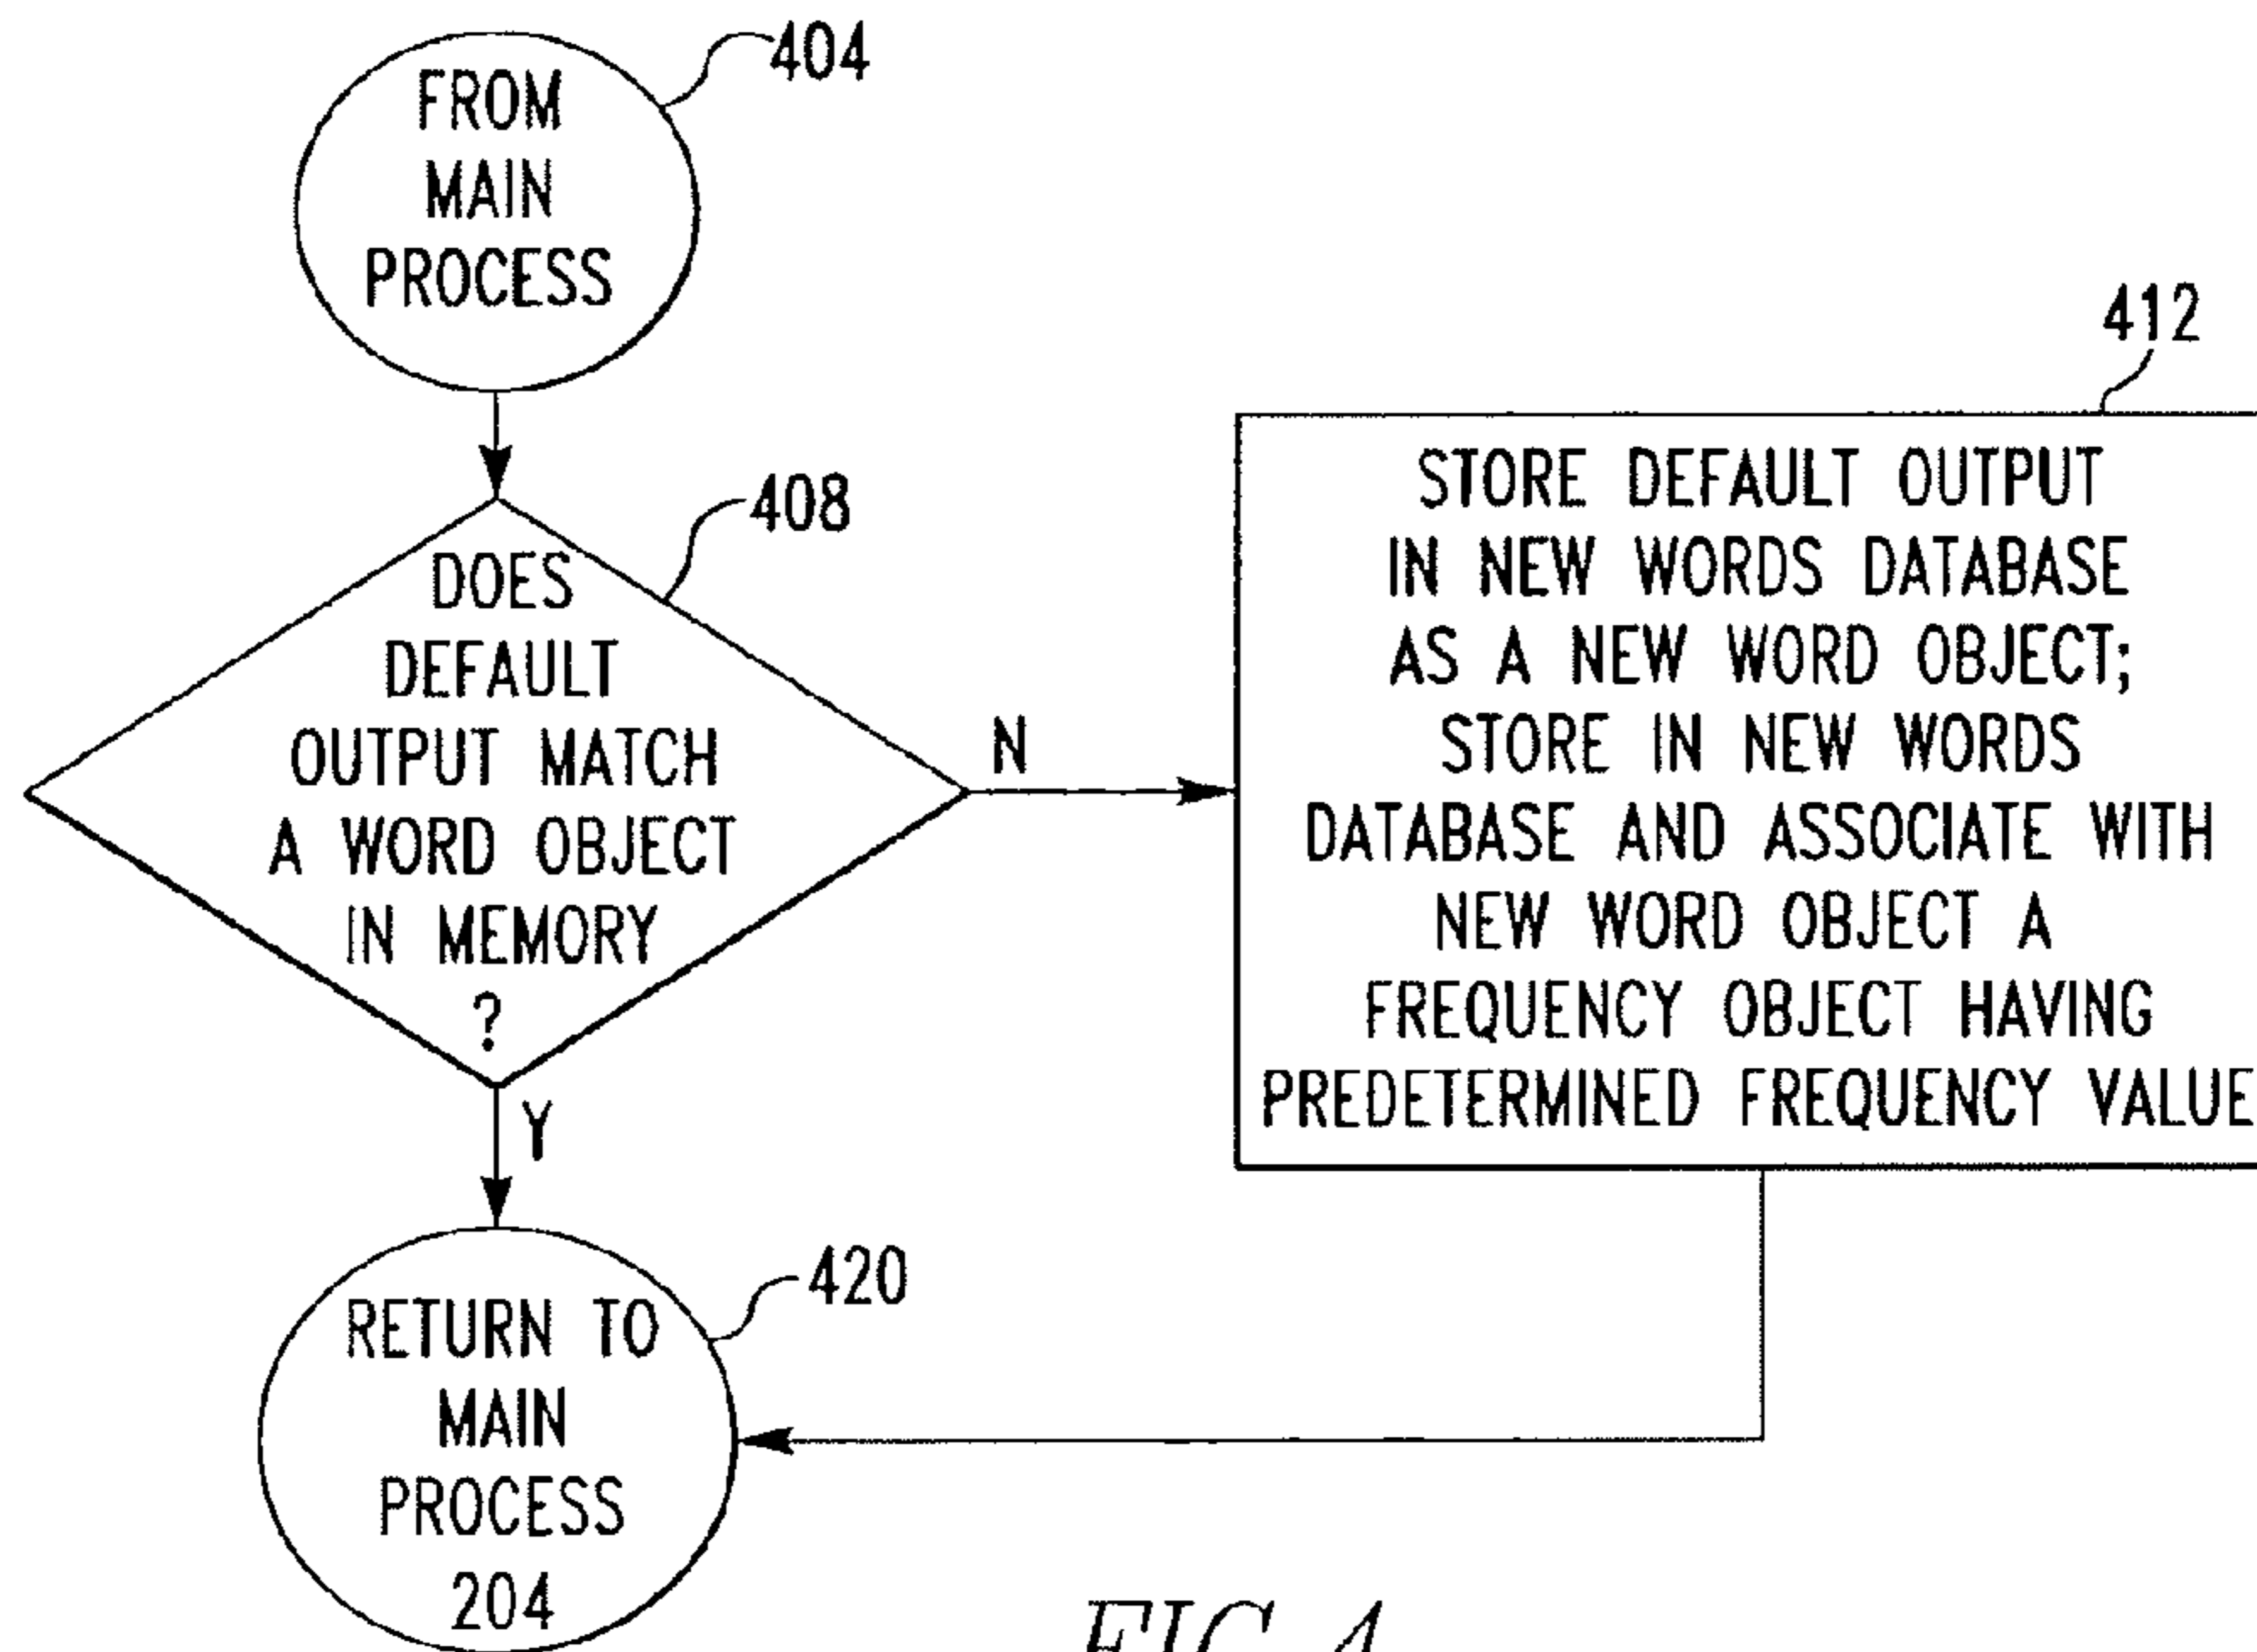 FROM
MAIN
PROCESS
404
DOES
DEFAULT
OUTPUT MATCH
A WORD OBJECT
IN MEMORY
?
408
N
Y
412
STORE DEFAULT OUTPUT
IN NEW WORDS DATABASE
AS A NEW WORD OBJECT;
STORE IN NEW WORDS
DATABASE AND ASSOCIATE WITH
NEW WORD OBJECT A
FREQUENCY OBJECT HAVING
PREDETERMINED FREQUENCY VALUE
RETURN TO
MAIN
PROCESS
204
420
FIG. 4